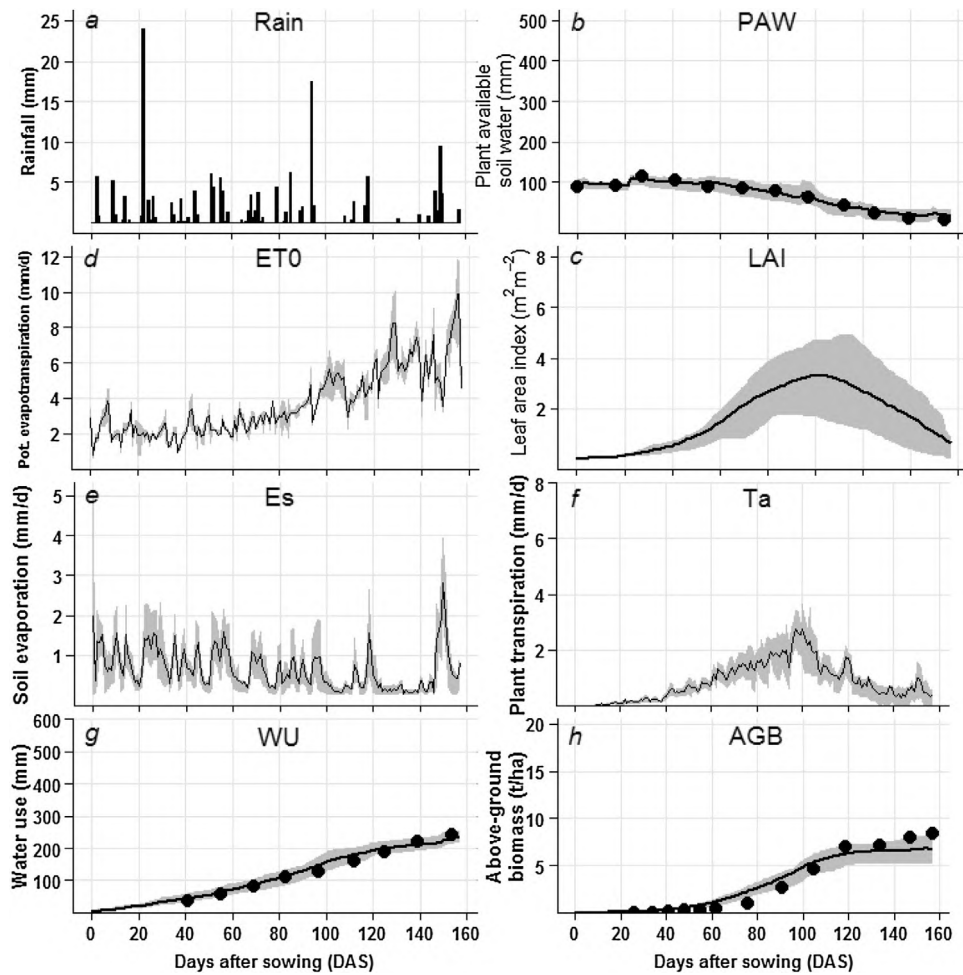 a Rain
25
20
15
10
5
Rainfall (mm)
b PAW
500
400
300
200
100
Plant available
soil water (mm)
d ET0
12
10
8
6
4
2
Pot. evapotranspiration (mm/d)
c LAI
8
6
4
2
Leaf area index (m²m⁻²)
e Es
5
4
3
2
1
Soil evaporation (mm/d)
f Ta
8
6
4
2
Plant transpiration (mm/d)
g WU
600
500
400
300
200
100
Water use (mm)
0 20 40 60 80 100 120 140 160
Days after sowing (DAS)
h AGB
20
15
10
5
Above-ground
biomass (t/ha)
0 20 40 60 80 100 120 140 160
Days after sowing (DAS)